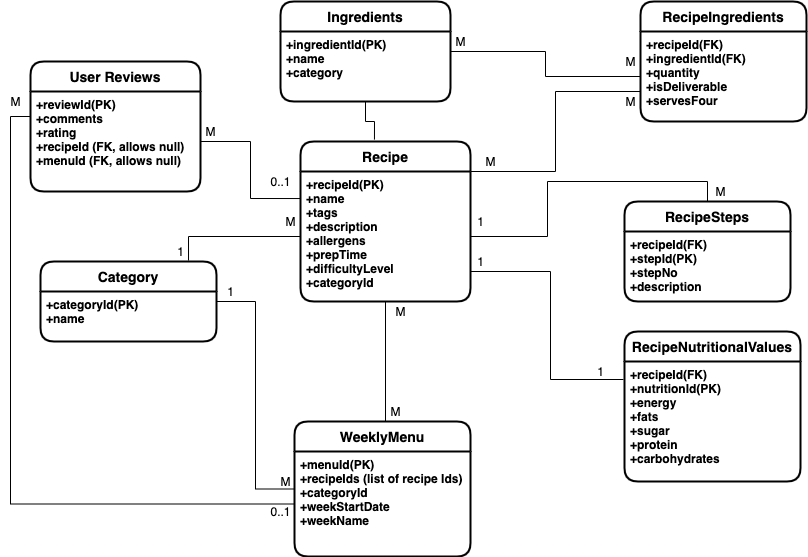 Ingredients
+ingredientId(PK)
+name
+category
M
RecipeIngredients
+recipeId(FK)
+ingredientId(FK)
+quantity
+isDeliverable
+servesFour
M
M
User Reviews
+reviewId(PK)
+comments
+rating
+recipeId (FK, allows null)
+menuId (FK, allows null)
M
M
0..1
Recipe
+recipeId(PK)
+name
+tags
+description
+allergens
+prepTime
+difficultyLevel
+categoryId
M
M
1
1
1
M
RecipeSteps
+recipeId(FK)
+stepId(PK)
+stepNo
+description
M
Category
+categoryId(PK)
+name
1
RecipeNutritionalValues
+recipeId(FK)
+nutritionId(PK)
+energy
+fats
+sugar
+protein
+carbohydrates
1
M
WeeklyMenu
+menuId(PK)
+recipeIds (list of recipe Ids)
+categoryId
+weekStartDate
+weekName
M
0..1